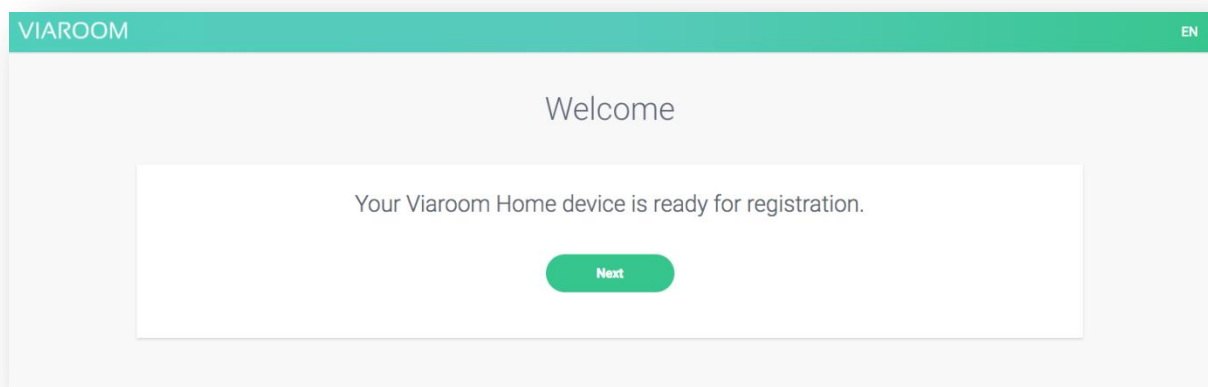 VIAROOM
EN
Welcome
Your Viaroom Home device is ready for registration.
Next